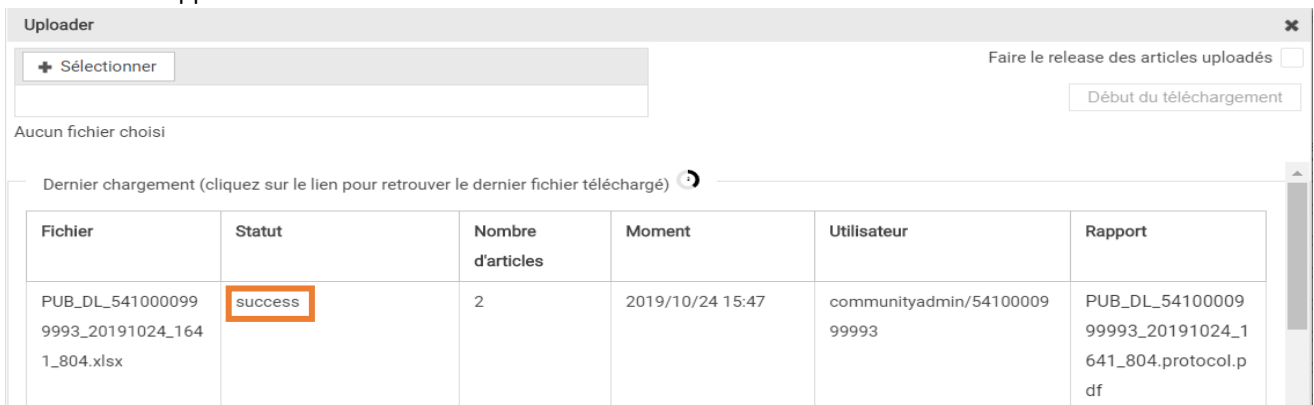 Uploader
Sélectionner
Faire le release des articles uploadés
Début du téléchargement
Aucun fichier choisi
Dernier chargement (cliquez sur le lien pour retrouver le dernier fichier téléchargé)
Fichier Statut Nombre d'articles Moment Utilisateur Rapport
PUB_DL_541000099 success 2 2019/10/24 15:47 communityadmin/54100009 PUB_DL_54100009
9993_20191024_164 99993 99993_20191024_1
1_804.xlsx 641_804.protocol.p
df